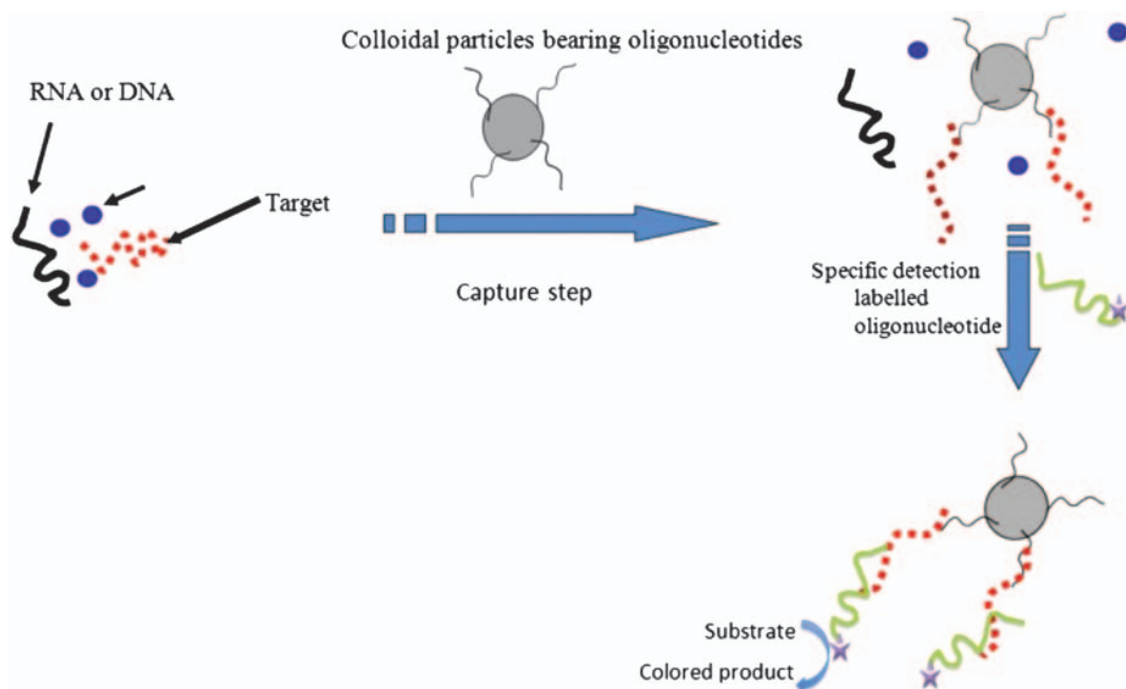 Colloidal particles bearing oligonucleotides
RNA or DNA
Target
Capture step
Specific detection
labelled
oligonucleotide
Substrate
Colored product